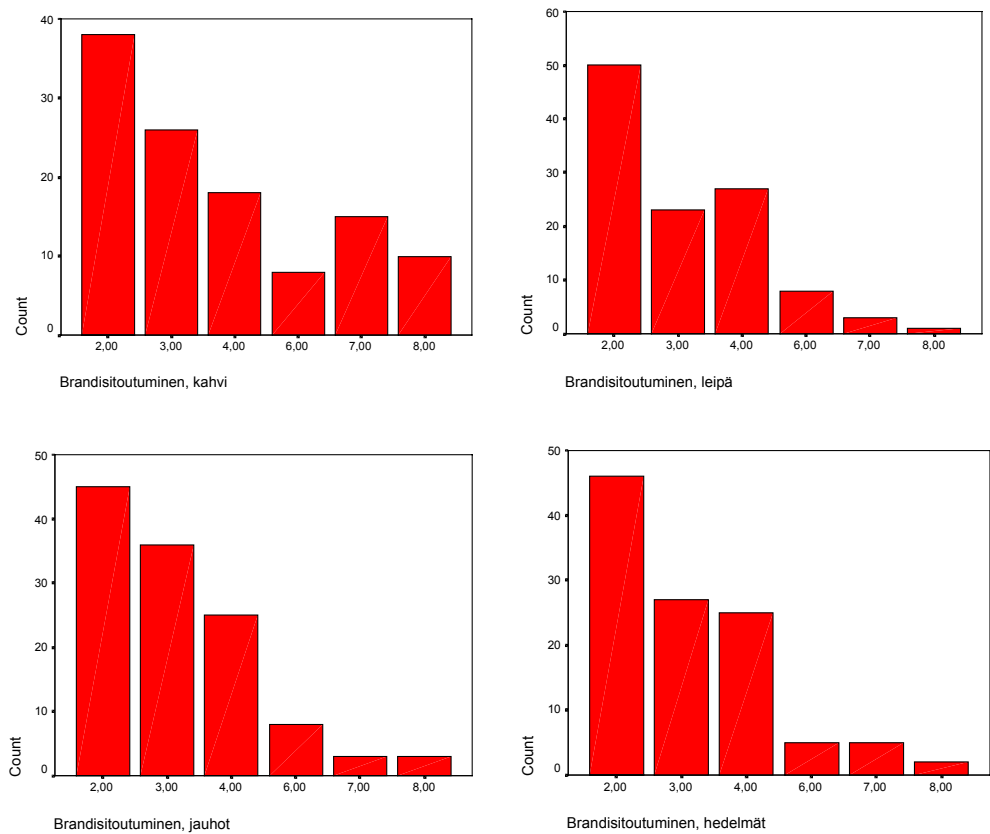 40
30
20
10
0
Count
2,00 3,00 4,00 6,00 7,00 8,00
Brandisitoutuminen, kahvi
60
50
40
30
20
10
0
Count
2,00 3,00 4,00 6,00 7,00 8,00
Brandisitoutuminen, leipä
50
40
30
20
10
0
Count
2,00 3,00 4,00 6,00 7,00 8,00
Brandisitoutuminen, jauhot
50
40
30
20
10
0
Count
2,00 3,00 4,00 6,00 7,00 8,00
Brandisitoutuminen, hedelmät